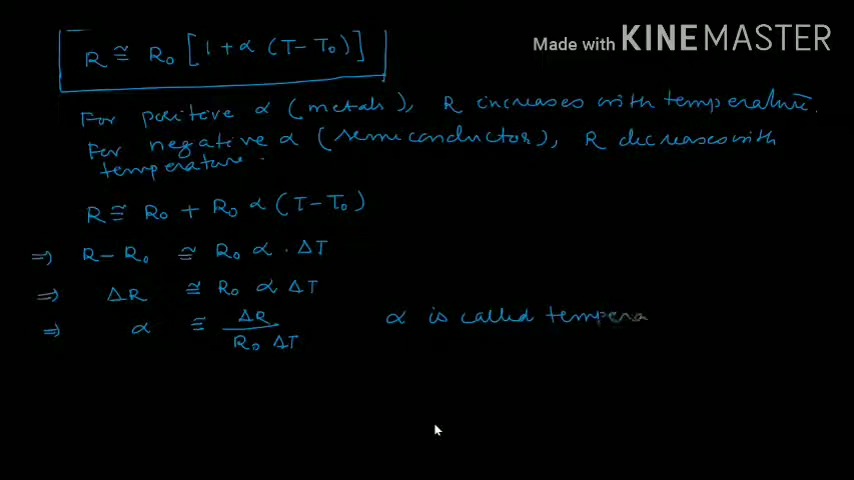 R ≅ R₀ [1 + α (T − T₀)]
Made with KINEMASTER
For positive α (metals), R increases with temperature.
For negative α (semiconductor), R decreases with
temperature.
R ≅ R₀ + R₀ α (T − T₀)
⇒ R − R₀ ≅ R₀ α . ΔT
⇒ ΔR ≅ R₀ α ΔT
⇒ α ≅ ΔR / R₀ ΔT α is called tempera